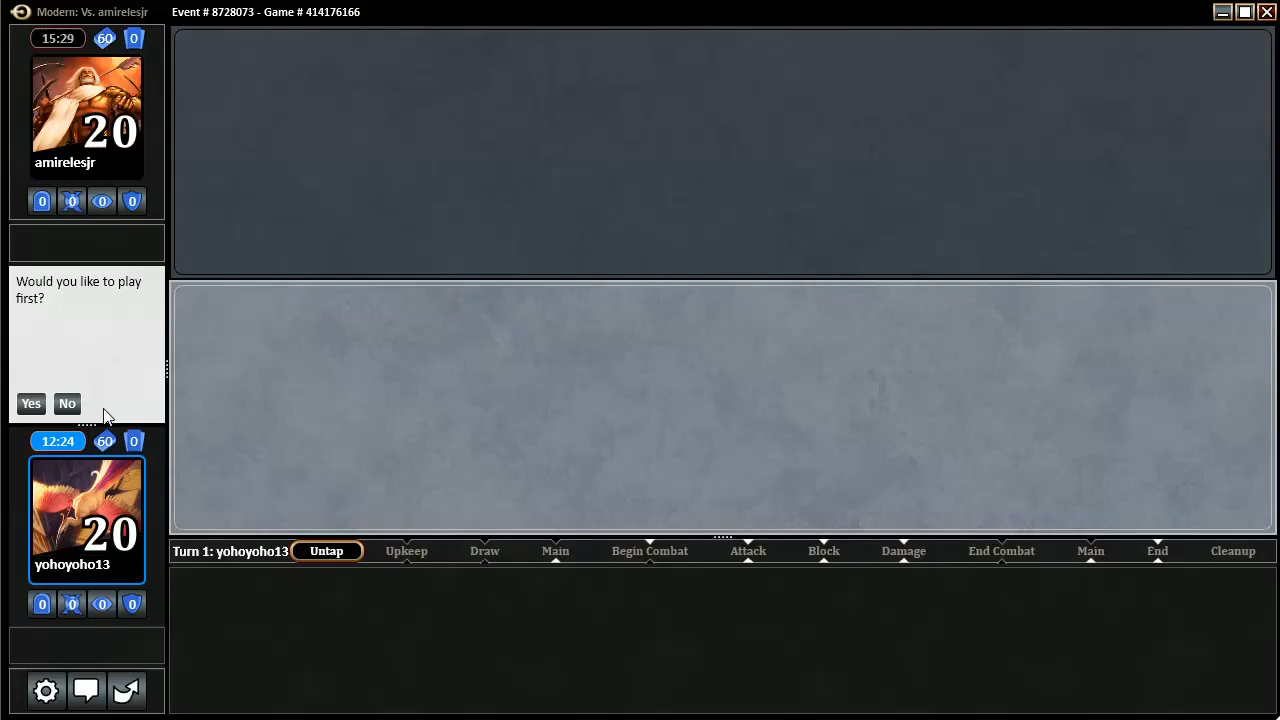 Modern: Vs. amirelesjr
Event # 8728073 - Game # 414176166
15:29 60 0
20
amirelesjr
0 0 0 0
Would you like to play
first?
Yes No
12:24 60 0
20
yohoyoho13
0 0 0 0
Turn 1: yohoyoho13 Untap Upkeep Draw Main Begin Combat Attack Block Damage End Combat Main End Cleanup